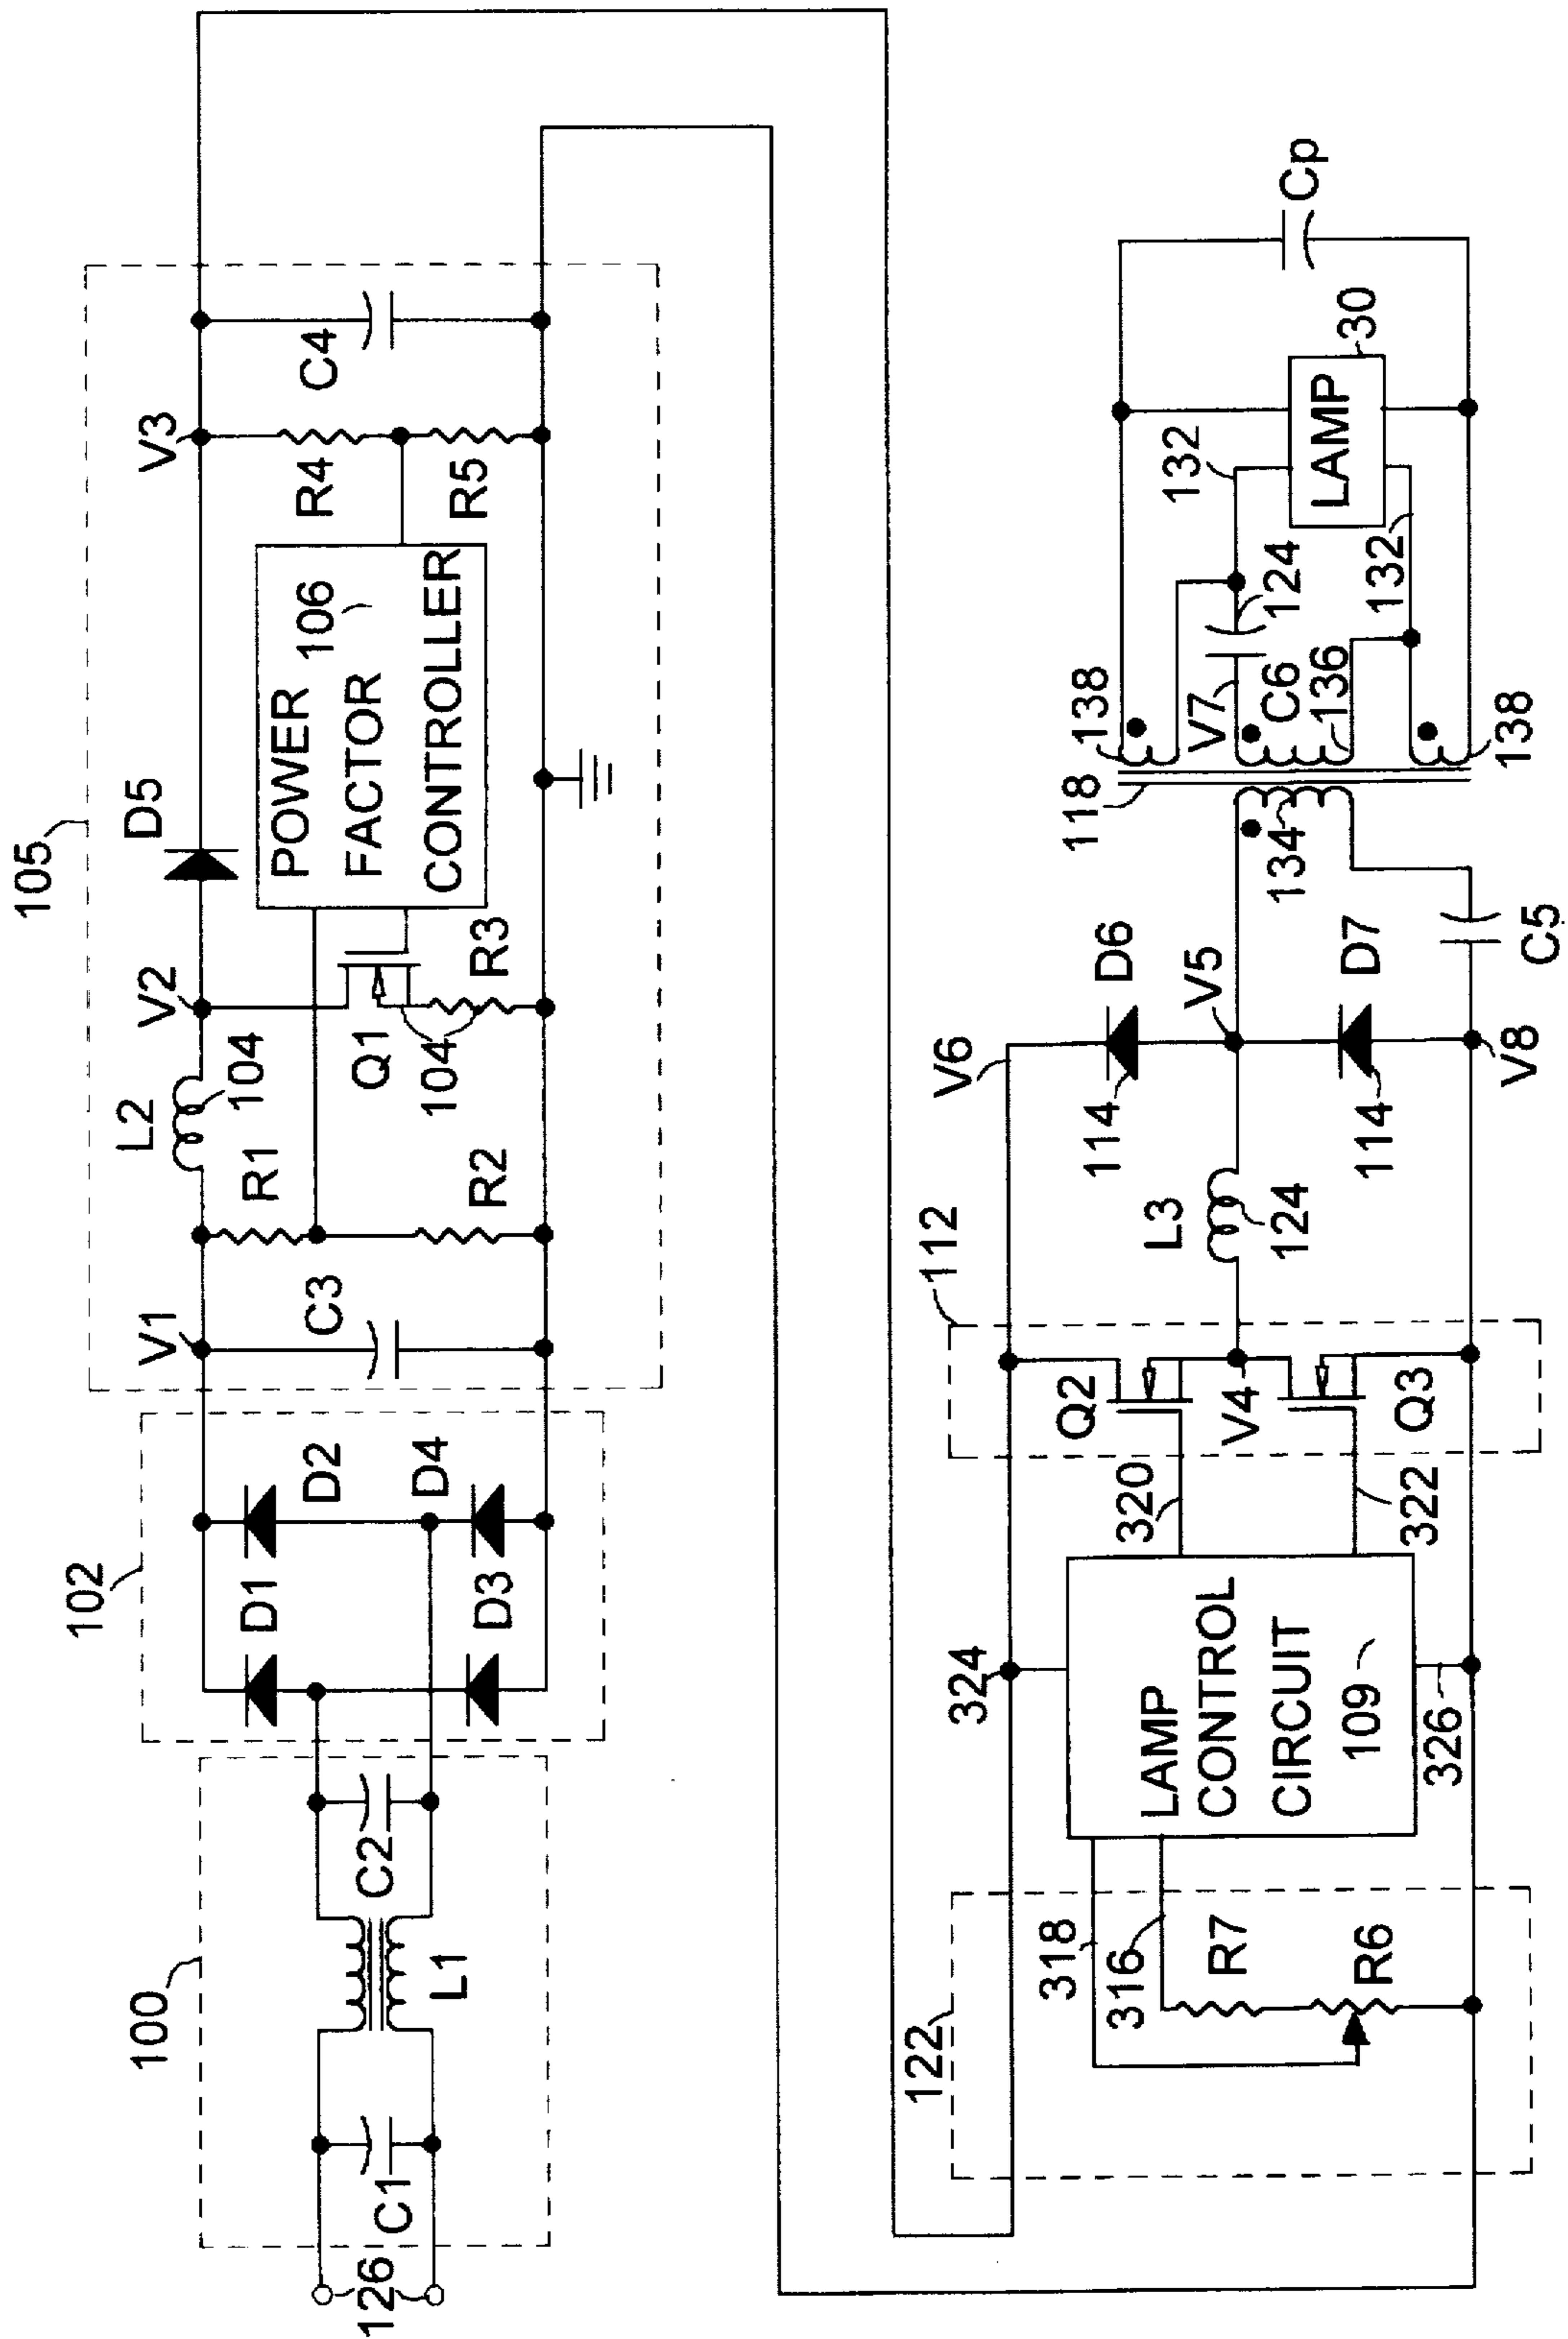 100
126
C1
L1
C2
102
D1
D2
D3
D4
105
V1
C3
L2
104
R1
R2
V2
Q1
104
R3
D5
POWER
106
FACTOR
CONTROLLER
V3
R4
R5
C4
122
318
316
R7
R6
324
LAMP
CONTROL
CIRCUIT
109
326
320
322
112
Q2
V4
Q3
L3
124
V6
114
D6
V5
114
D7
V8
C5
118
134
138
V7
C6
136
138
124
132
132
LAMP
30
Cp